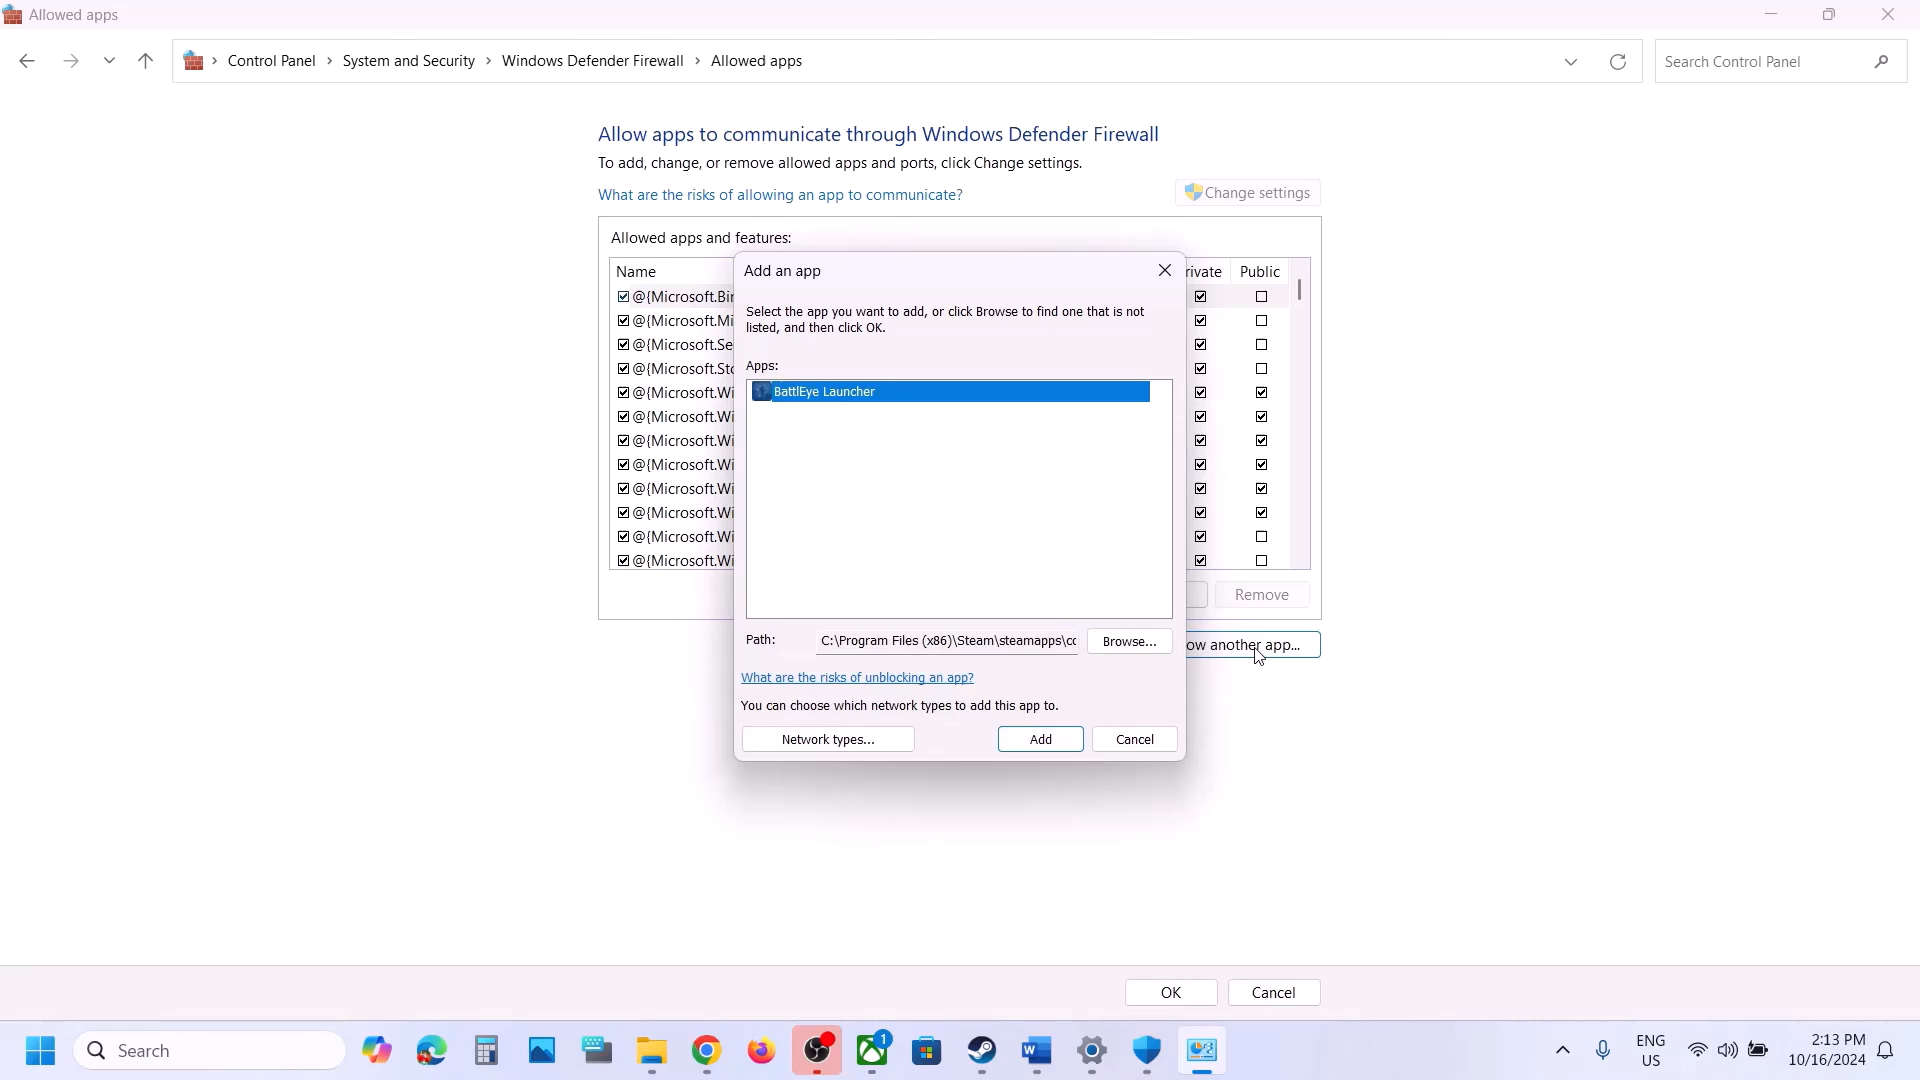 Allowed apps
Control Panel > System and Security > Windows Defender Firewall > Allowed apps
Search Control Panel
Allow apps to communicate through Windows Defender Firewall
To add, change, or remove allowed apps and ports, click Change settings.
What are the risks of allowing an app to communicate?
Change settings
Allowed apps and features:
Name
rivate
Public
@{Microsoft.Bin
@{Microsoft.Mi
@{Microsoft.Se
@{Microsoft.Sto
@{Microsoft.Wi
@{Microsoft.Wi
@{Microsoft.Wi
@{Microsoft.Wi
@{Microsoft.Wi
@{Microsoft.Wi
@{Microsoft.Wi
@{Microsoft.Wi
Remove
ow another app...
Add an app
Select the app you want to add, or click Browse to find one that is not
listed, and then click OK.
Apps:
BattlEye Launcher
Path:
C:\Program Files (x86)\Steam\steamapps\cc
Browse...
What are the risks of unblocking an app?
You can choose which network types to add this app to.
Network types...
Add
Cancel
OK
Cancel
Search
1
ENG
US
2:13 PM
10/16/2024